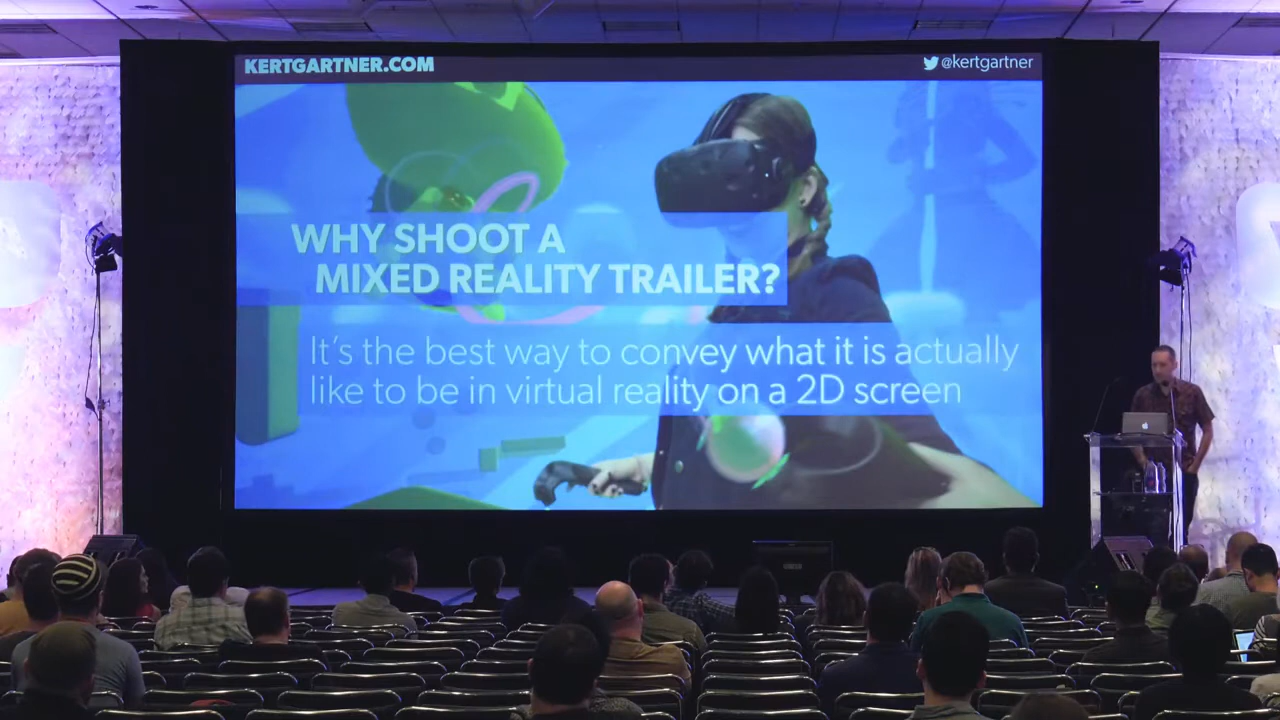 KERTGARTNER.COM
@kertgartner
WHY SHOOT A
MIXED REALITY TRAILER?
It's the best way to convey what it is actually
like to be in virtual reality on a 2D screen